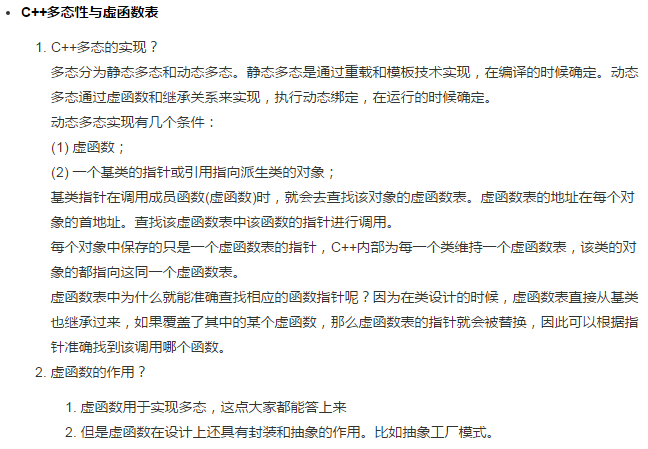 C++多态性与虚函数表
1. C++多态的实现？
多态分为静态多态和动态多态。静态多态是通过重载和模板技术实现，在编译的时候确定。动态
多态通过虚函数和继承关系来实现，执行动态绑定，在运行的时候确定。
动态多态实现有几个条件：
(1) 虚函数；
(2) 一个基类的指针或引用指向派生类的对象；
基类指针在调用成员函数(虚函数)时，就会去查找该对象的虚函数表。虚函数表的地址在每个对
象的首地址。查找该虚函数表中该函数的指针进行调用。
每个对象中保存的只是一个虚函数表的指针，C++内部为每一个类维持一个虚函数表，该类的对
象的都指向这同一个虚函数表。
虚函数表中为什么就能准确查找相应的函数指针呢？因为在类设计的时候，虚函数表直接从基类
也继承过来，如果覆盖了其中的某个虚函数，那么虚函数表的指针就会被替换，因此可以根据指
针准确找到该调用哪个函数。
2. 虚函数的作用？
1. 虚函数用于实现多态，这点大家都能答上来
2. 但是虚函数在设计上还具有封装和抽象的作用。比如抽象工厂模式。